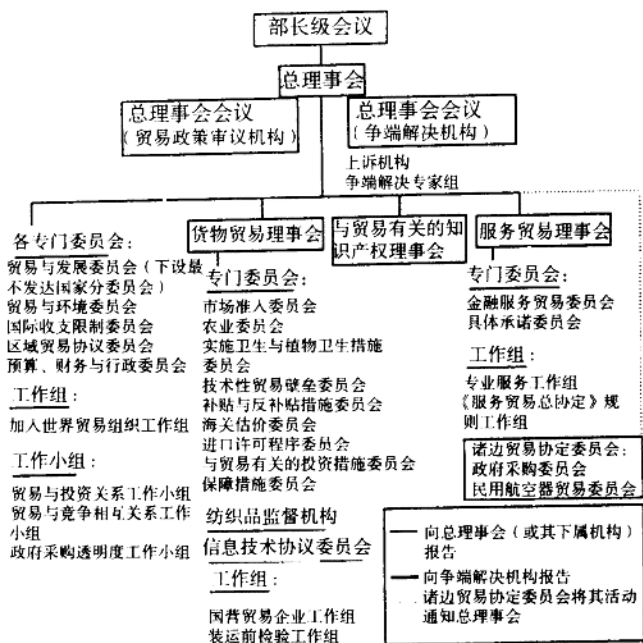 部长级会议
总理事会
总理事会会议
（贸易政策审议机构）
总理事会会议
（争端解决机构）
上诉机构
争端解决专家组
各专门委员会：
贸易与发展委员会（下设最
不发达国家分委员会）
贸易与环境委员会
国际收支限制委员会
区域贸易协议委员会
预算、财务与行政委员会
工作组：
加入世界贸易组织工作组
工作小组：
贸易与投资关系工作小组
贸易与竞争相互关系工作
小组
政府采购透明度工作小组
货物贸易理事会
专门委员会：
市场准入委员会
农业委员会
实施卫生与植物卫生措施
委员会
技术性贸易壁垒委员会
补贴与反补贴措施委员会
海关估价委员会
进口许可程序委员会
与贸易有关的投资措施委员会
保障措施委员会
纺织品监督机构
信息技术协议委员会
工作组：
国营贸易企业工作组
装运前检验工作组
与贸易有关的知
识产权理事会
服务贸易理事会
专门委员会：
金融服务贸易委员会
具体承诺委员会
工作组：
专业服务工作组
《服务贸易总协定》规
则工作组
诸边贸易协定委员会：
政府采购委员会
民用航空器贸易委员会
向总理事会（或其下属机构）
报告
向争端解决机构报告
诸边贸易协定委员会将其活动
通知总理事会